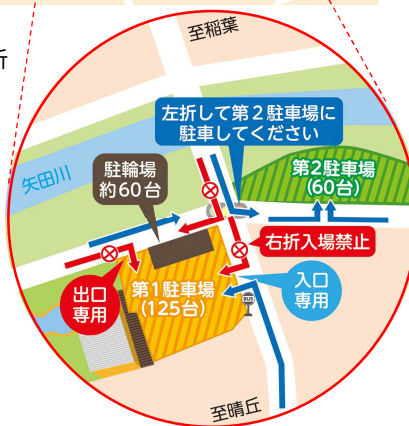 所
至稲葉
左折して第2駐車場に
駐車してください
駐輪場
約60台
第2駐車場
(60台)
矢田川
右折入場禁止
出口
専用
第1駐車場
(125台)
入口
専用
BUS
至晴丘